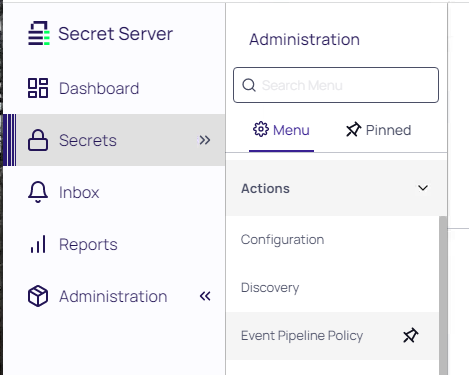 Secret Server
Dashboard
Secrets
Inbox
Reports
Administration
Administration
Search Menu
Menu
Pinned
Actions
Configuration
Discovery
Event Pipeline Policy